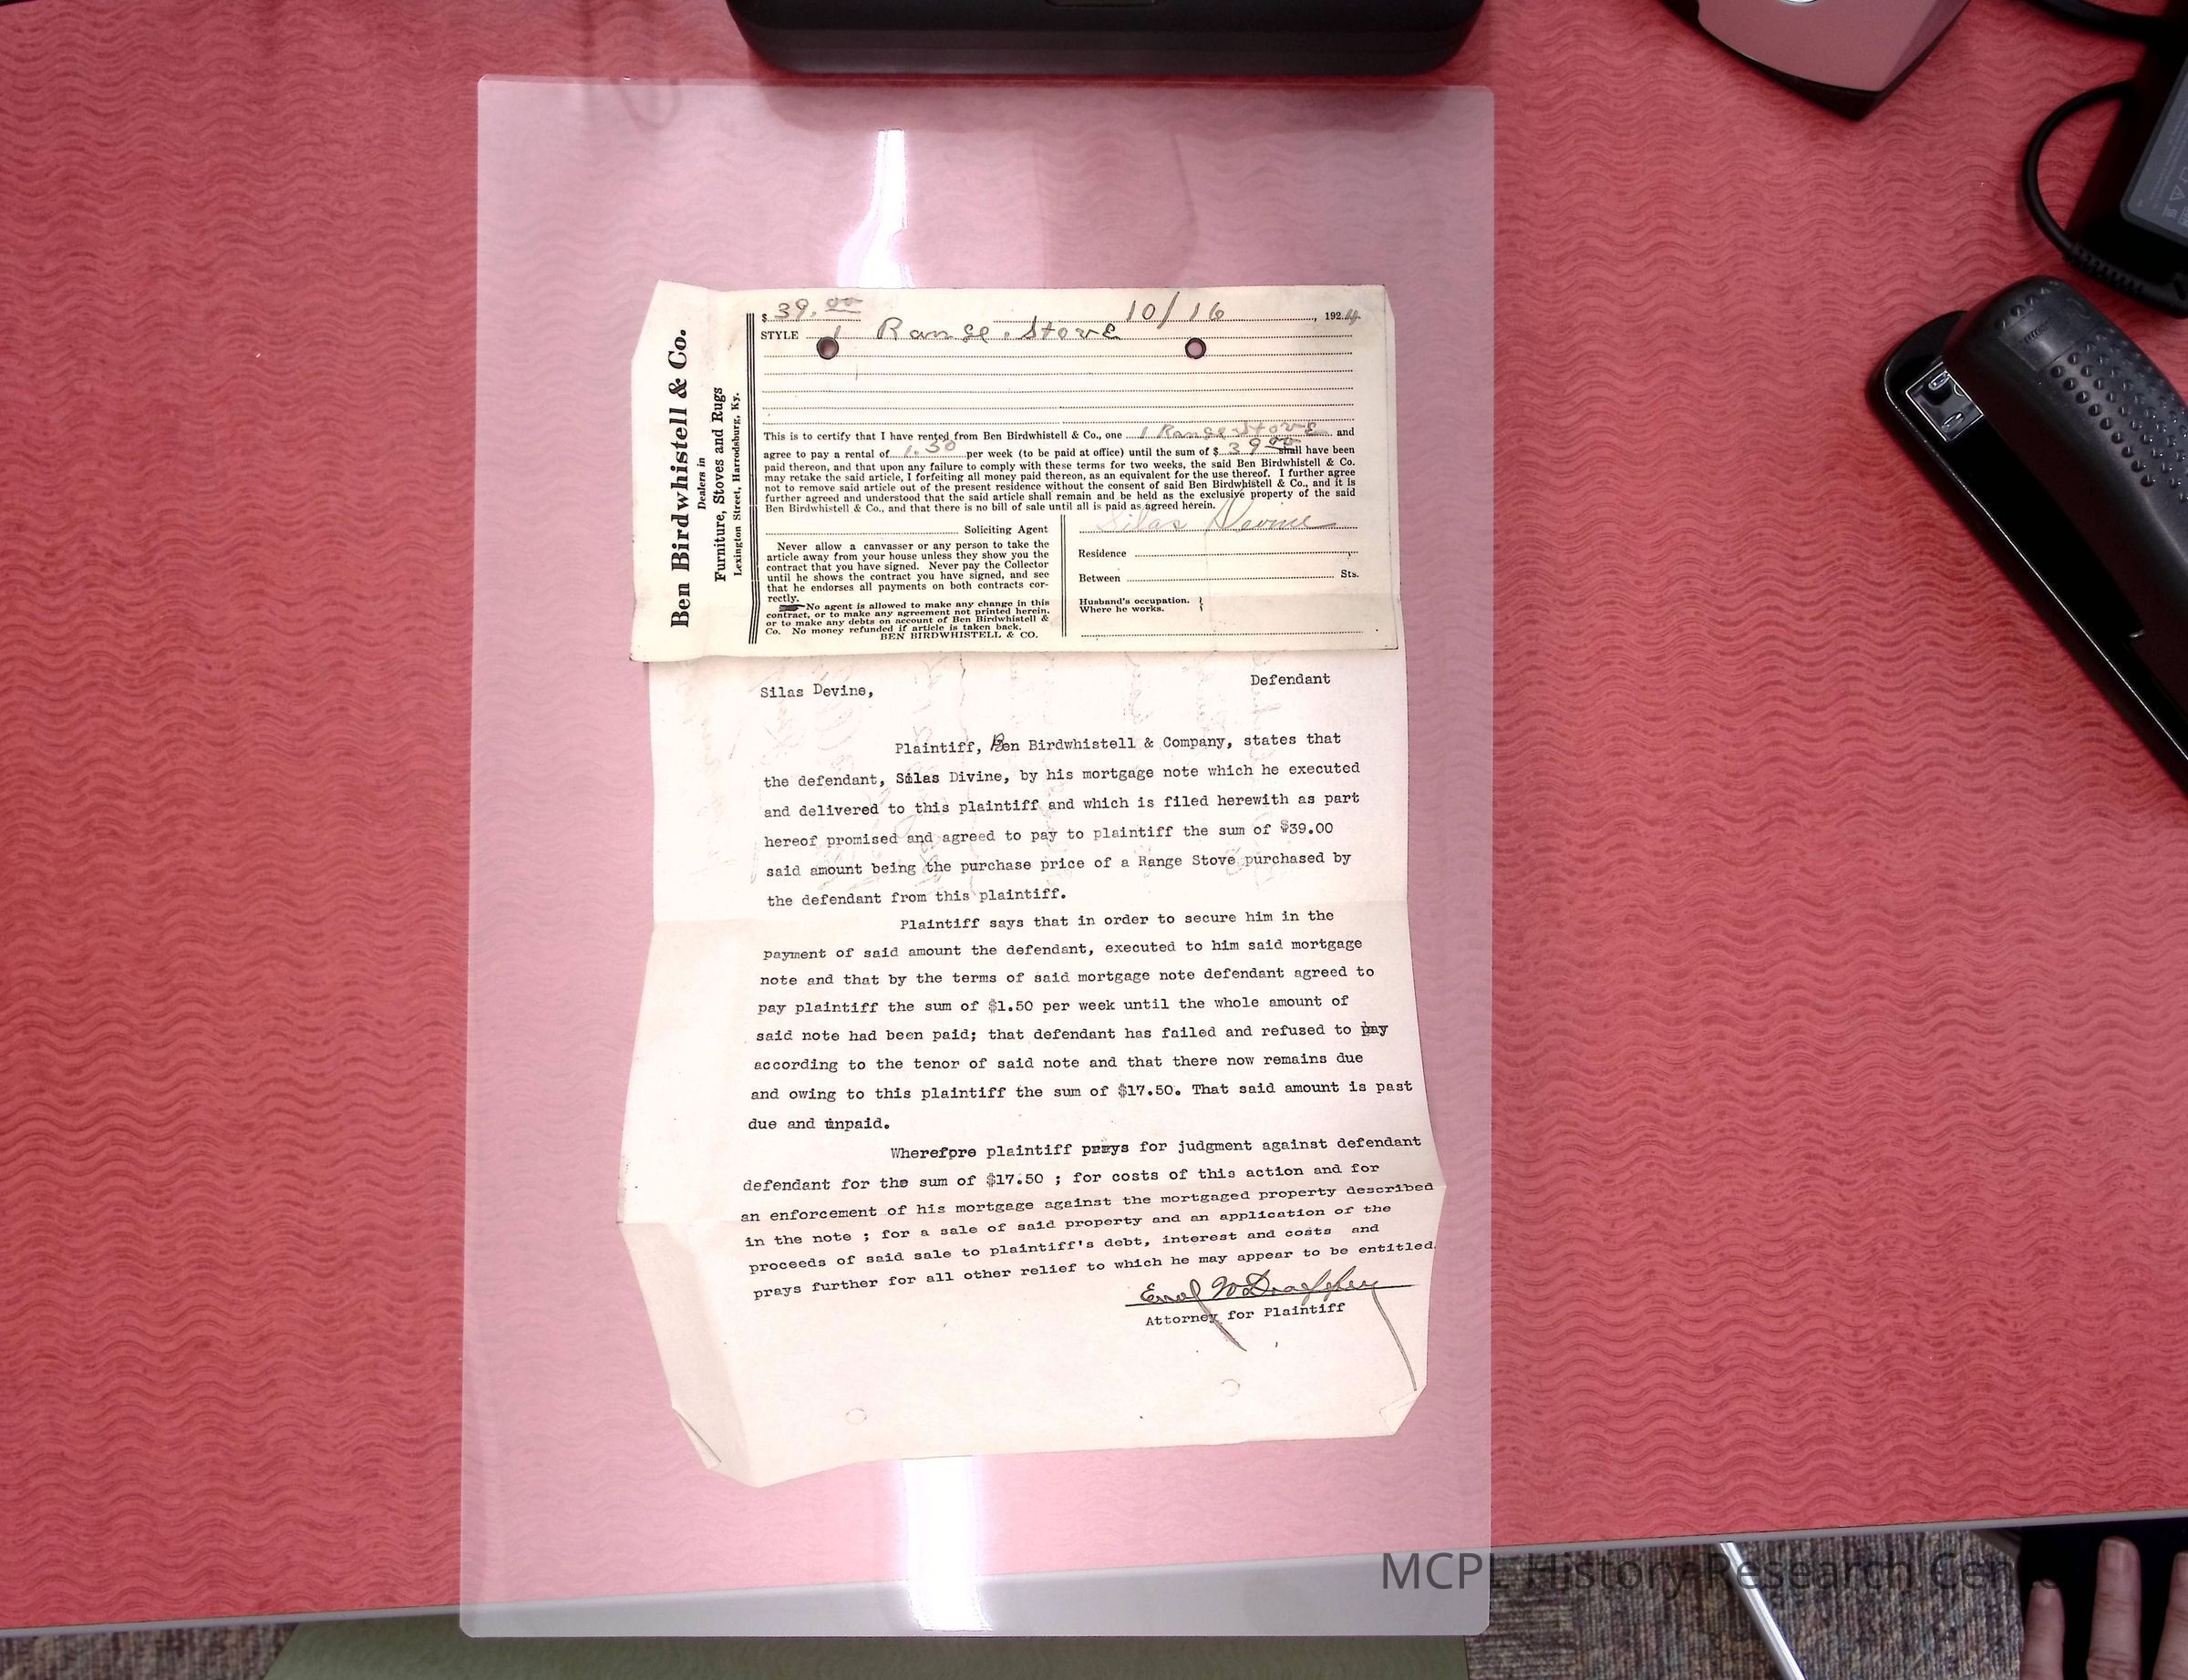 Ben Birdwhistell & Co.
Dealers in
Furniture, Stoves and Rugs
Lexington Street, Harrodsburg, Ky.
$ 39.00 10/16 , 1924
STYLE 1 Range Stove
This is to certify that I have rented from Ben Birdwhistell & Co., one 1 Range Stove and
agree to pay a rental of 1.50 per week (to be paid at office) until the sum of $ 39.00 shall have been
paid thereon, and that upon any failure to comply with these terms for two weeks, the said Ben Birdwhistell & Co.
may retake the said article, I forfeiting all money paid thereon, as an equivalent for the use thereof. I further agree
not to remove said article out of the present residence without the consent of said Ben Birdwhistell & Co., and it is
further agreed and understood that the said article shall remain and be held as the exclusive property of the said
Ben Birdwhistell & Co., and that there is no bill of sale until all is paid as agreed herein.
Silas Devine
Soliciting Agent
Never allow a canvasser or any person to take the
article away from your house unless they show you the
contract that you have signed. Never pay the Collector
until he shows the contract you have signed, and see
that he endorses all payments on both contracts cor-
rectly.
No agent is allowed to make any change in this
contract, or to make any agreement not printed herein,
or to make any debts on account of Ben Birdwhistell &
Co. No money refunded if article is taken back.
BEN BIRDWHISTELL & CO.
Residence
Between Sts.
Husband's occupation.
Where he works.
Silas Devine, Defendant
Plaintiff, Ben Birdwhistell & Company, states that
the defendant, Silas Divine, by his mortgage note which he executed
and delivered to this plaintiff and which is filed herewith as part
hereof promised and agreed to pay to plaintiff the sum of $39.00
said amount being the purchase price of a Range Stove purchased by
the defendant from this plaintiff.
Plaintiff says that in order to secure him in the
payment of said amount the defendant, executed to him said mortgage
note and that by the terms of said mortgage note defendant agreed to
pay plaintiff the sum of $1.50 per week until the whole amount of
said note had been paid; that defendant has failed and refused to pay
according to the tenor of said note and that there now remains due
and owing to this plaintiff the sum of $17.50. That said amount is past
due and unpaid.
Wherefore plaintiff prays for judgment against defendant
defendant for the sum of $17.50 ; for costs of this action and for
an enforcement of his mortgage against the mortgaged property described
in the note ; for a sale of said property and an application of the
proceeds of said sale to plaintiff's debt, interest and costs and
prays further for all other relief to which he may appear to be entitled.
Attorney for Plaintiff
MCPL History Research Center